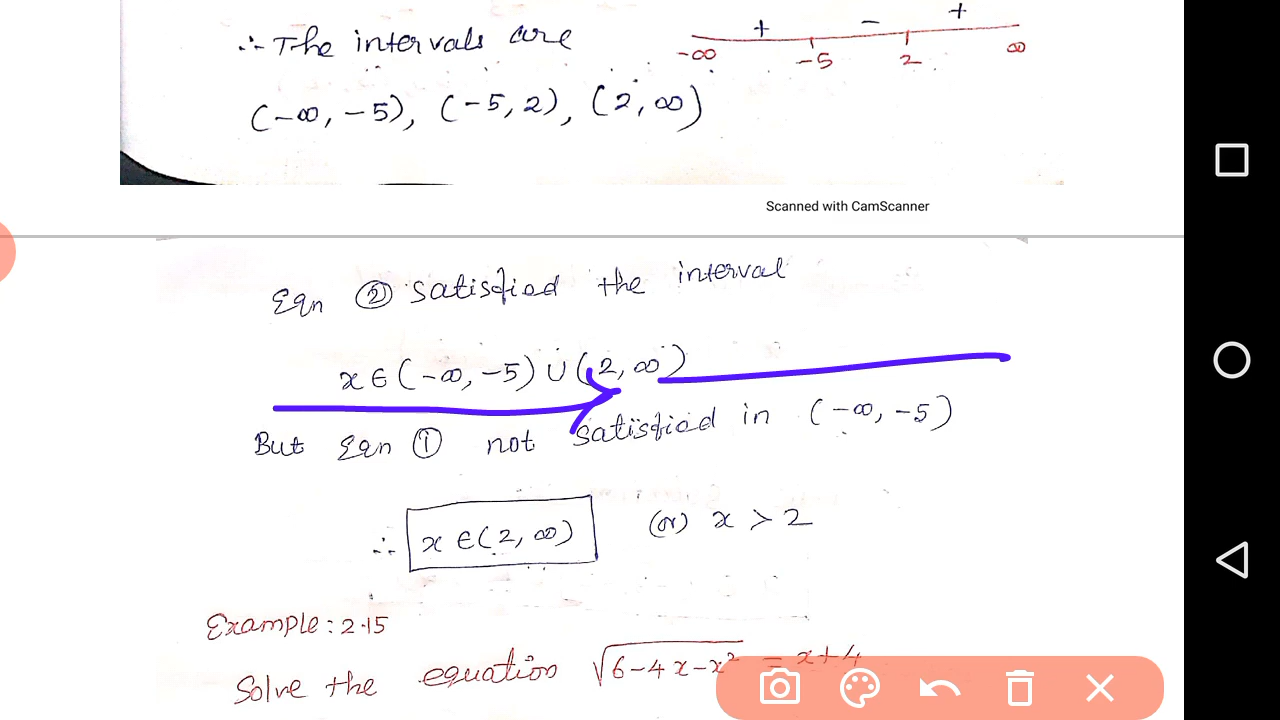 ∴ The intervals are
+ − +
-∞ -5 2 ∞
(-∞, -5), (-5, 2), (2, ∞)
Scanned with CamScanner
Eqn ② satisfied the interval
x ∈ (-∞, -5) ∪ (2, ∞)
But Eqn ① not satisfied in (-∞, -5)
∴ x ∈ (2, ∞) (or) x > 2
Example: 2.15
Solve the equation √6-4x-x² = x+4